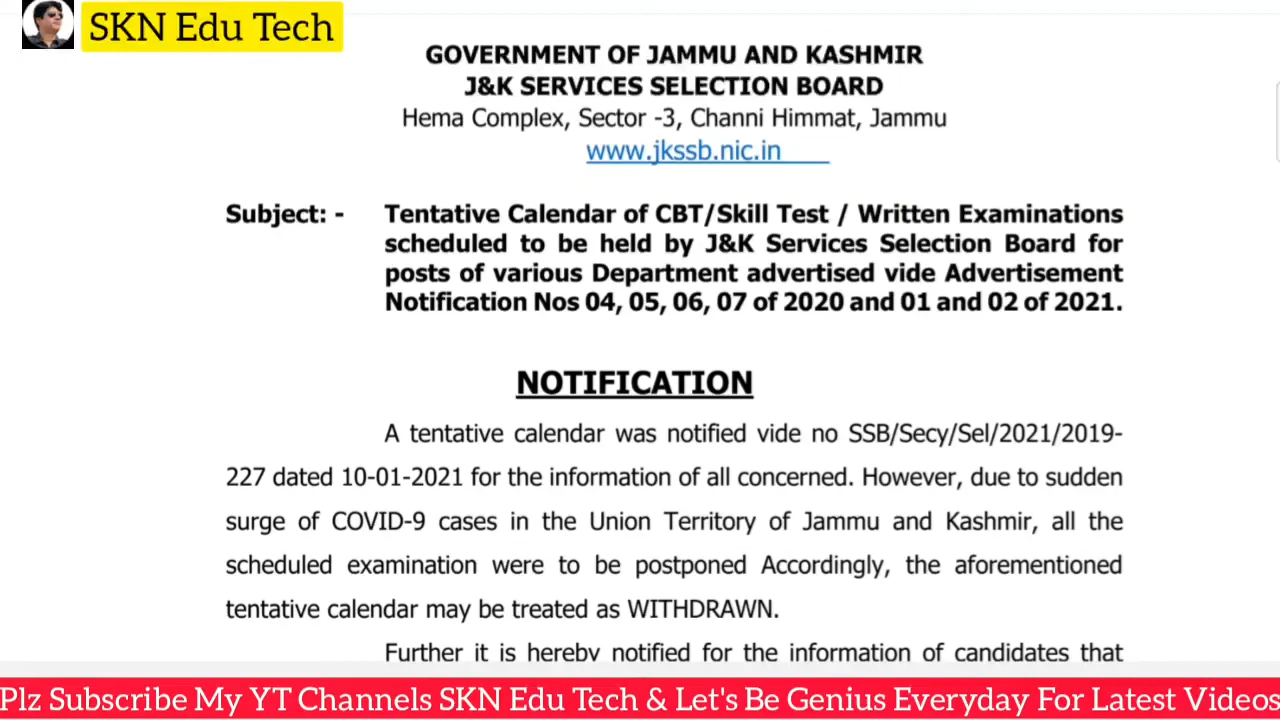 SKN Edu Tech
GOVERNMENT OF JAMMU AND KASHMIR
J&K SERVICES SELECTION BOARD
Hema Complex, Sector -3, Channi Himmat, Jammu
www.jkssb.nic.in
Subject: - Tentative Calendar of CBT/Skill Test / Written Examinations
scheduled to be held by J&K Services Selection Board for
posts of various Department advertised vide Advertisement
Notification Nos 04, 05, 06, 07 of 2020 and 01 and 02 of 2021.
NOTIFICATION
A tentative calendar was notified vide no SSB/Secy/Sel/2021/2019-
227 dated 10-01-2021 for the information of all concerned. However, due to sudden
surge of COVID-9 cases in the Union Territory of Jammu and Kashmir, all the
scheduled examination were to be postponed Accordingly, the aforementioned
tentative calendar may be treated as WITHDRAWN.
Further it is hereby notified for the information of candidates that
Plz Subscribe My YT Channels SKN Edu Tech & Let's Be Genius Everyday For Latest Videos